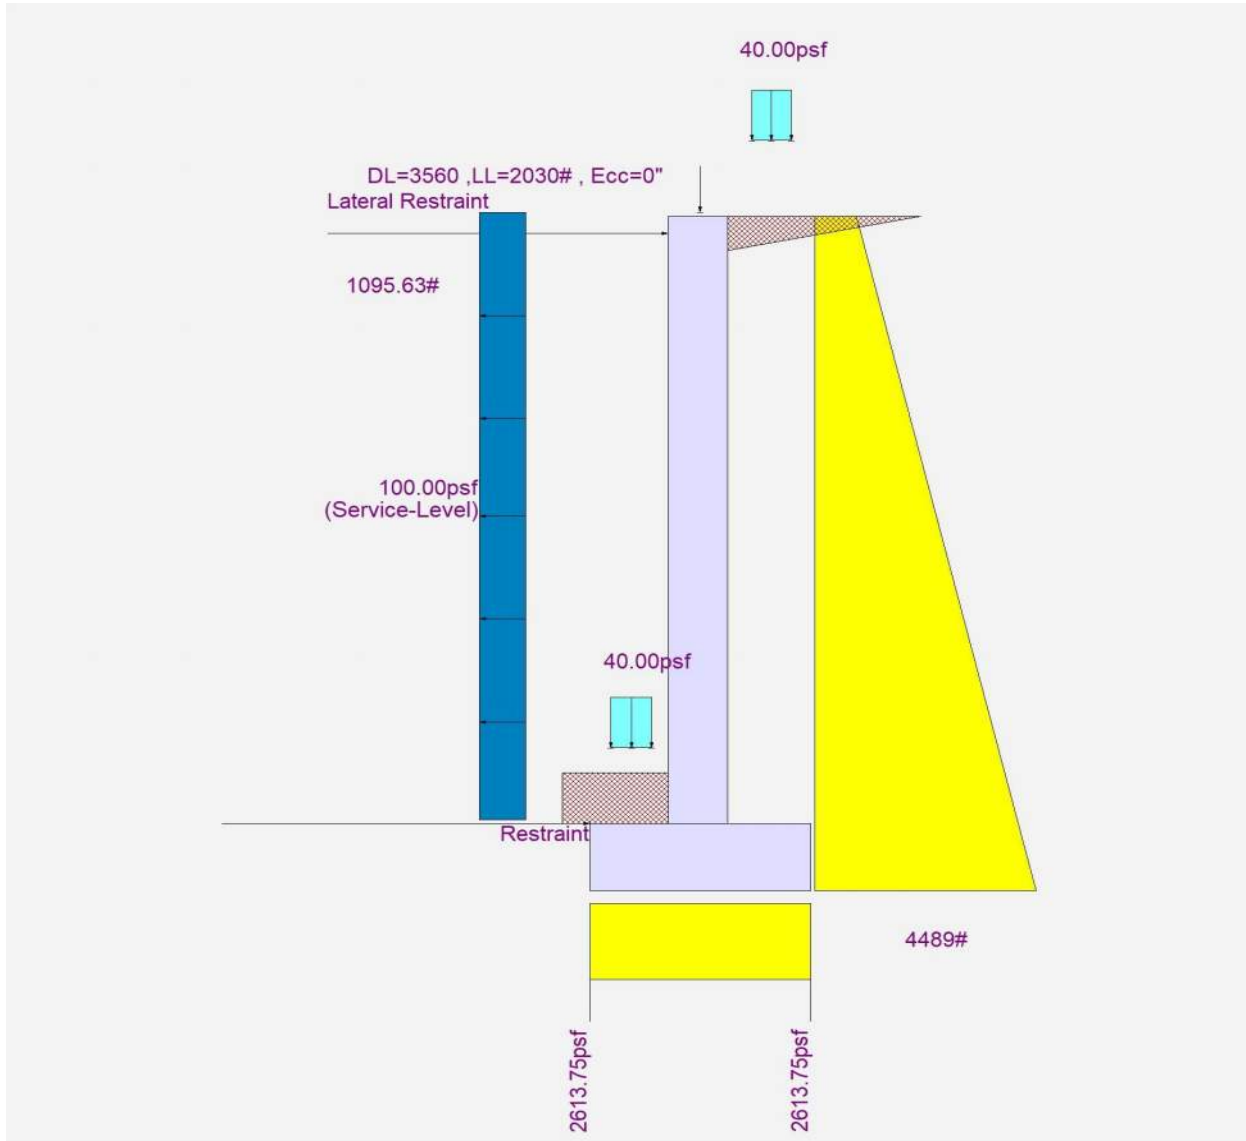 40.00psf
DL=3560 ,LL=2030# , Ecc=0"
Lateral Restraint
1095.63#
100.00psf
(Service-Level)
40.00psf
Restraint
4489#
2613.75psf
2613.75psf